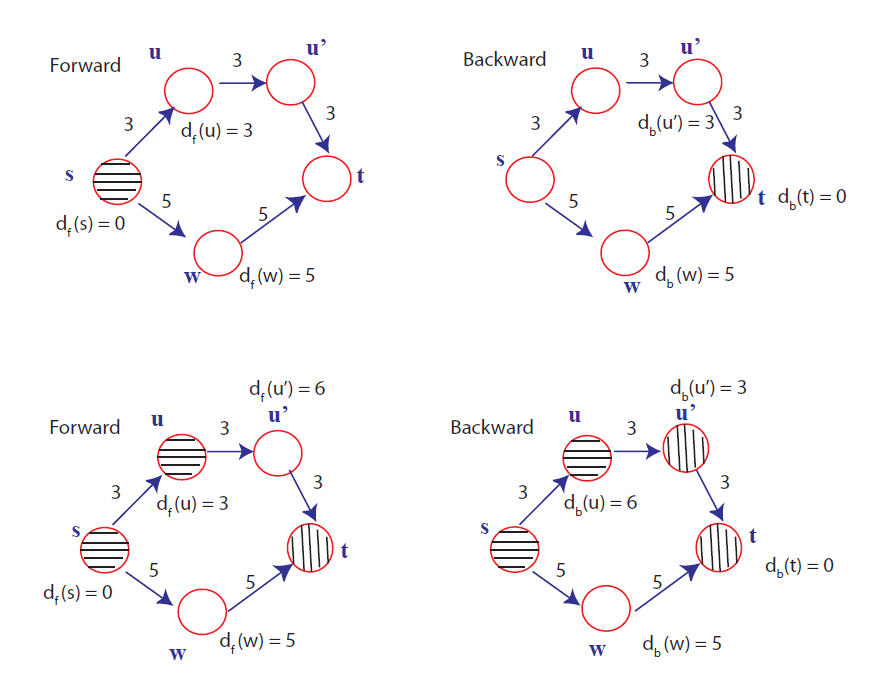 Forward
u
3
u’
3
d_f(u) = 3
3
s
t
5
5
d_f(s) = 0
w
d_f(w) = 5
Backward
u
3
u’
3
d_b(u’) = 3
3
s
t
d_b(t) = 0
5
5
w
d_b(w) = 5
d_f(u’) = 6
Forward
u
3
u’
3
3
d_f(u) = 3
s
t
5
5
d_f(s) = 0
d_f(w) = 5
w
d_b(u’) = 3
Backward
u
3
u’
3
3
d_b(u) = 6
s
t
5
5
d_b(t) = 0
w
d_b(w) = 5